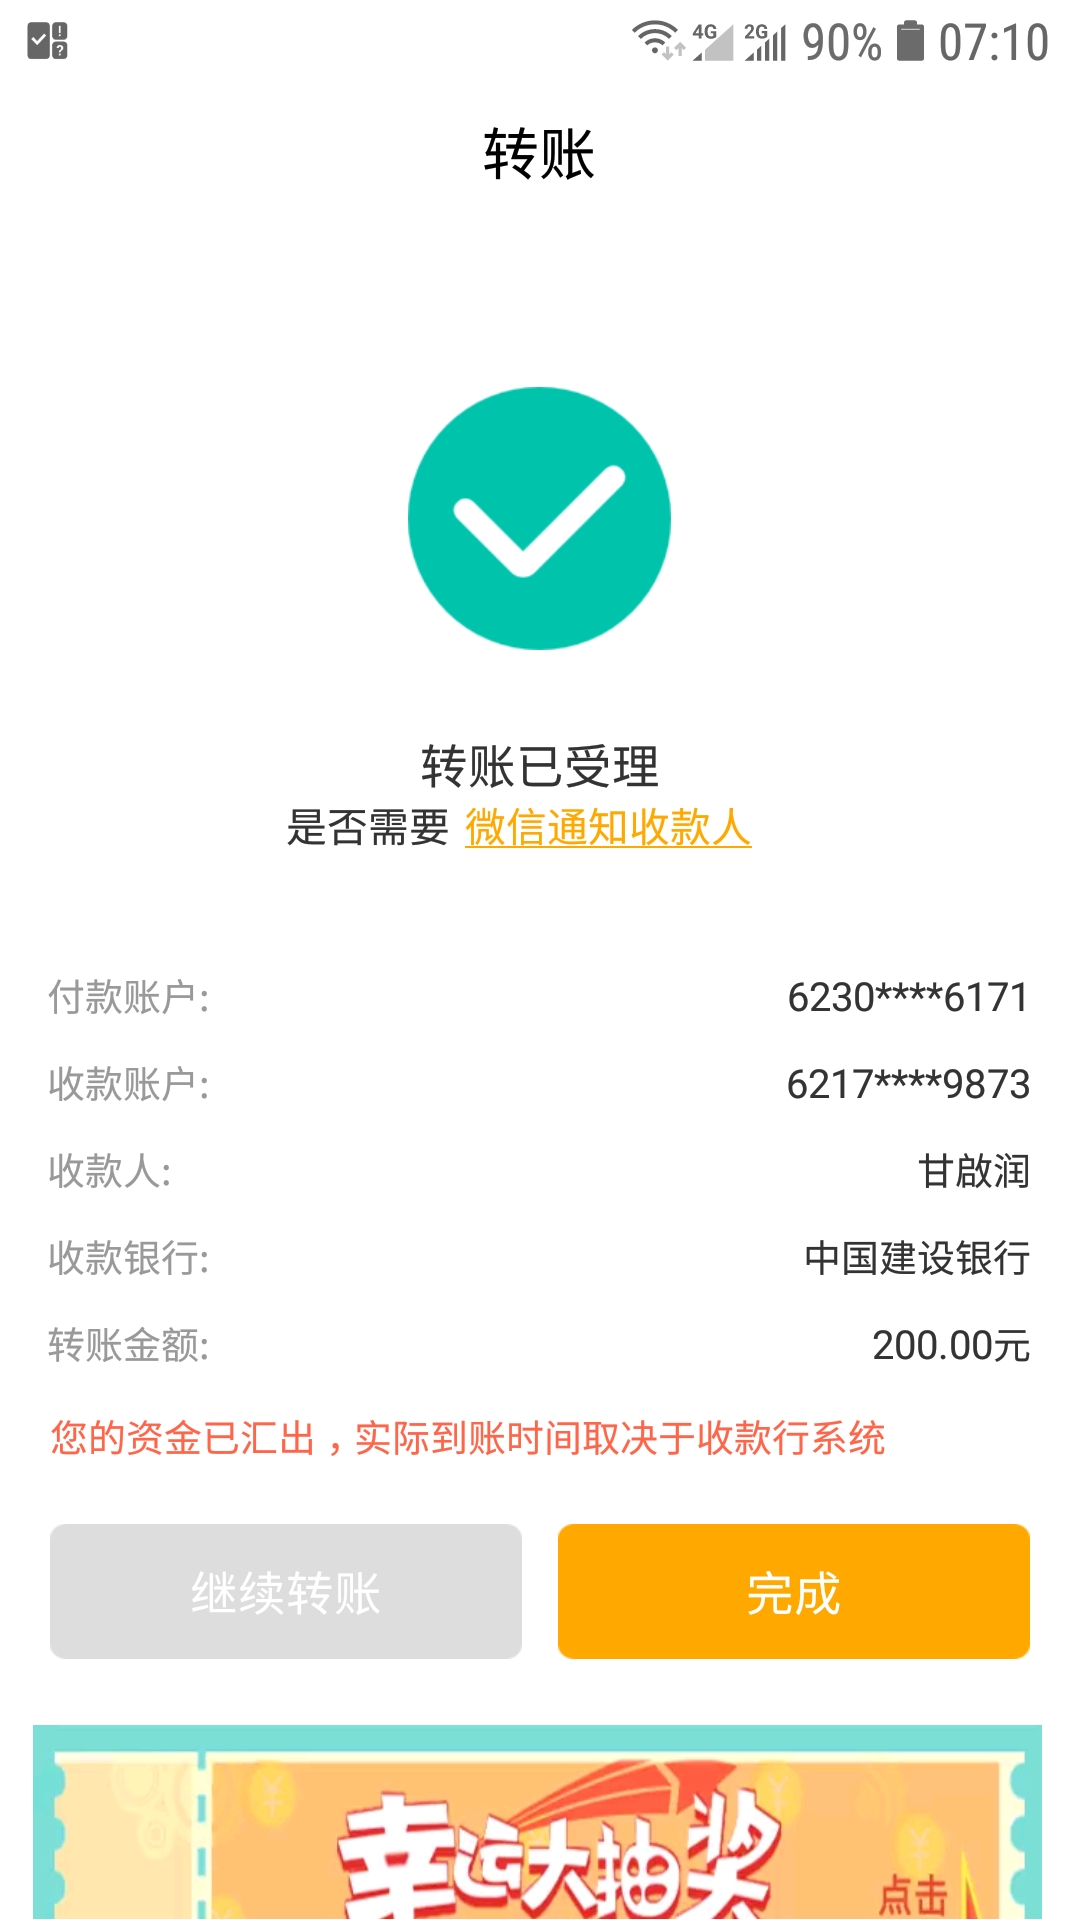 4G 2G 90% 07:10
转账
转账已受理
是否需要 微信通知收款人
付款账户: 6230****6171
收款账户: 6217****9873
收款人: 甘啟润
收款银行: 中国建设银行
转账金额: 200.00元
您的资金已汇出，实际到账时间取决于收款行系统
继续转账 完成
幸运大抽奖
点击